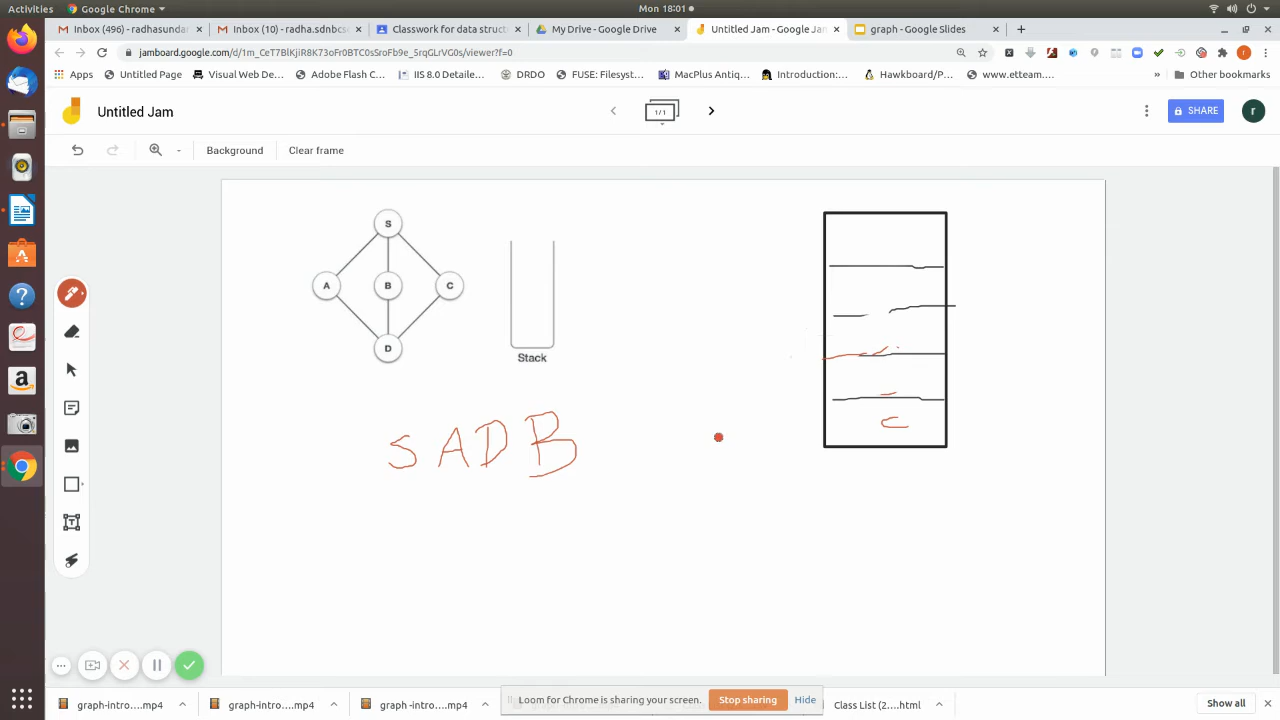 Activities Google Chrome Mon 18:01
Inbox (496) - radhasundar Inbox (10) - radha.sdnbcs Classwork for data struct My Drive - Google Drive Untitled Jam - Google Jam graph - Google Slides
jamboard.google.com/d/1m_CeT7BlKjiR8K73oFr0BTC0sSroFb9e_5rqGLrVG0s/viewer?f=0
Apps Untitled Page Visual Web De... Adobe Flash C... IIS 8.0 Detaile... DRDO FUSE: Filesyst... MacPlus Antiq... Introduction:... Hawkboard/P... www.etteam.... » Other bookmarks
Untitled Jam 1/1 SHARE r
Background Clear frame
S
A B C
D
Stack
C
S A D B
graph-intro....mp4 graph-intro....mp4 graph -intro....mp4 Loom for Chrome is sharing your screen. Stop sharing Hide Class List (2....html Show all